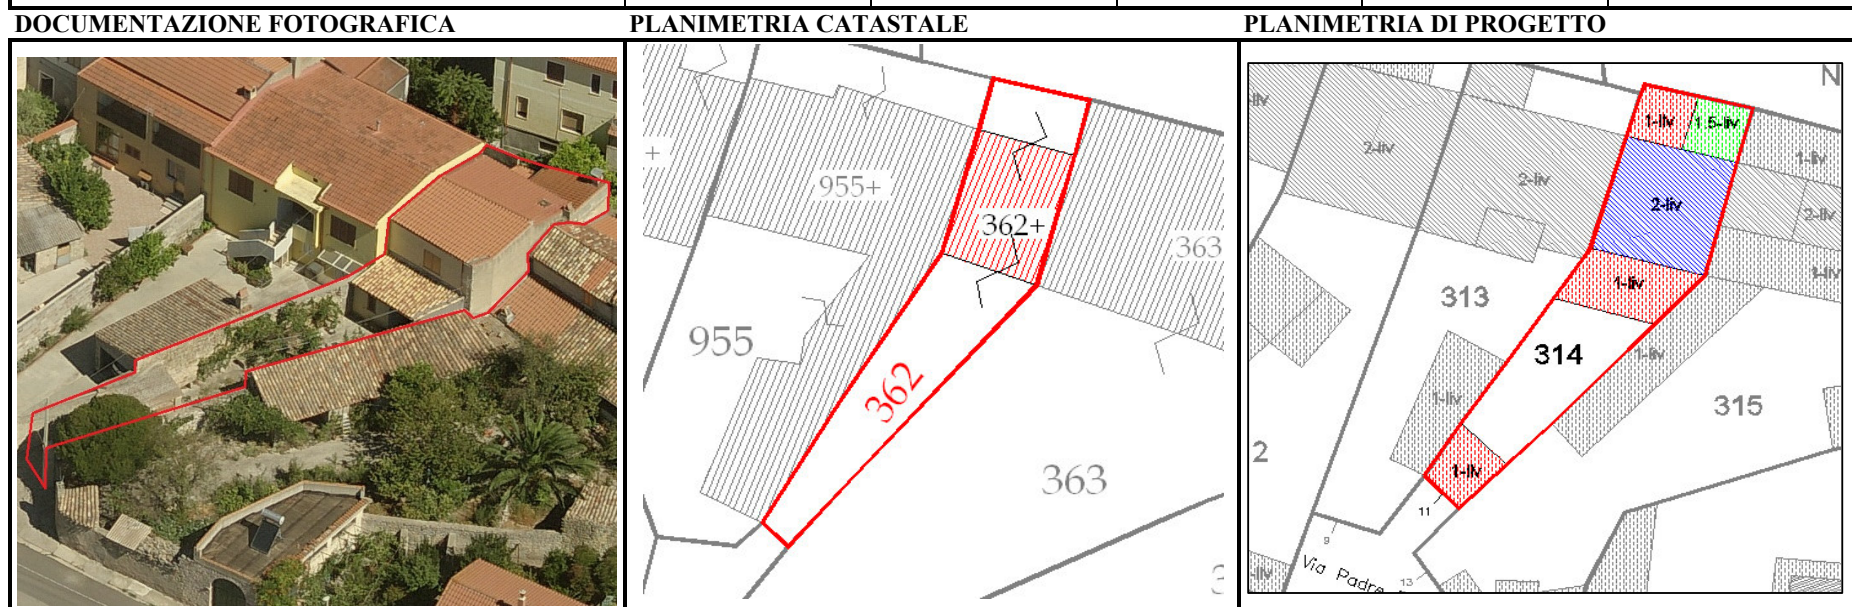 DOCUMENTAZIONE FOTOGRAFICA
PLANIMETRIA CATASTALE
PLANIMETRIA DI PROGETTO
+
955+
362+
363
955
362
363
N
2-liv
1-liv
1.5-liv
2-liv
1-liv
2-liv
2-liv
2-liv
1-liv
1-liv
313
314
1-liv
1-liv
315
2
1-liv
11
9
13
Via Padre